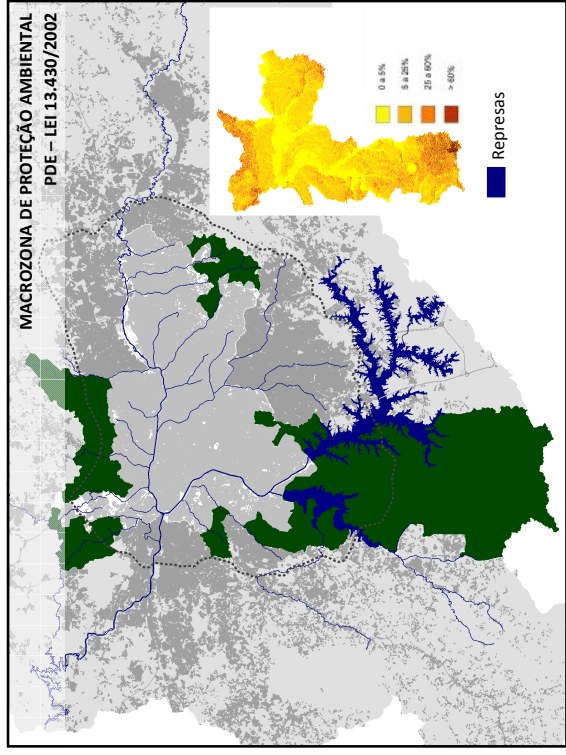 MACROZONA DE PROTEÇÃO AMBIENTAL
PDE – LEI 13.430/2002
0 a 5%
5 a 25%
25 a 60%
> 60%
Represas